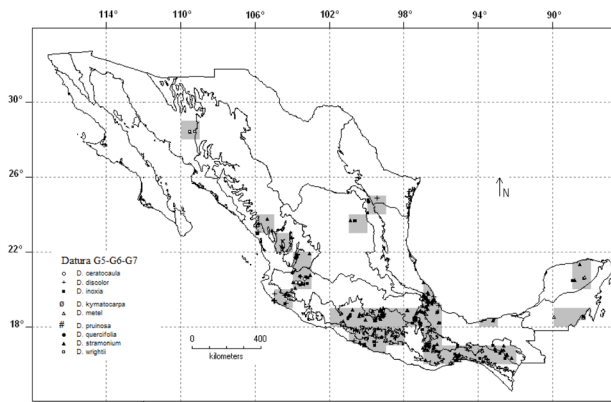 114° 110° 106° 102° 98° 94° 90°
30°
26°
N
22°
Datura G5-G6-G7
D. ceratocaula
D. discolor
D. inoxia
D. kymatocarpa
D. metel
D. pruinosa
D. quercifolia
D. stramonium
D. wrightii
18°
0 400
kilometers